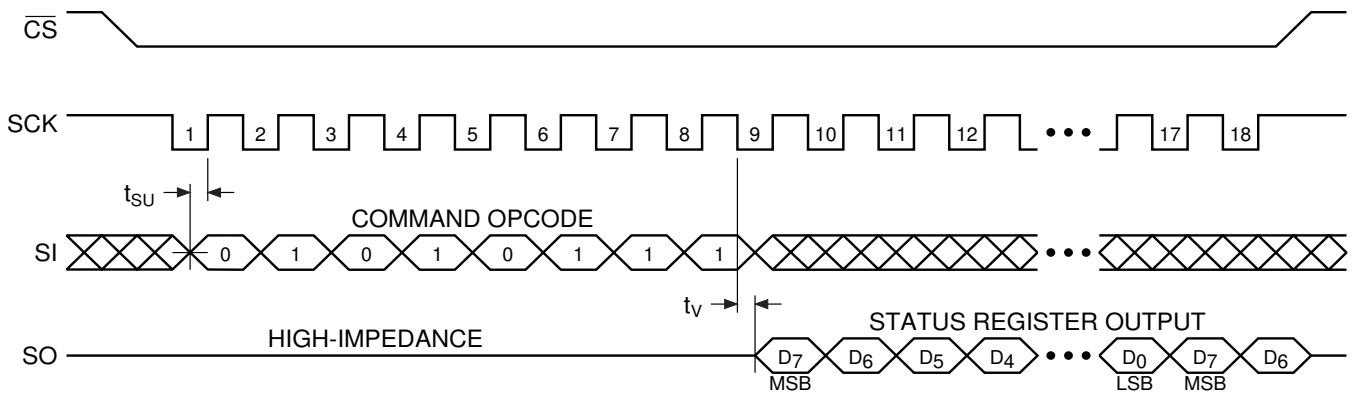 CS
SCK 1 2 3 4 5 6 7 8 9 10 11 12 • • • 17 18
tSU
COMMAND OPCODE
SI 0 1 0 1 0 1 1 1 • • •
tV
HIGH-IMPEDANCE STATUS REGISTER OUTPUT
SO D7 D6 D5 D4 • • • D0 D7 D6
MSB LSB MSB